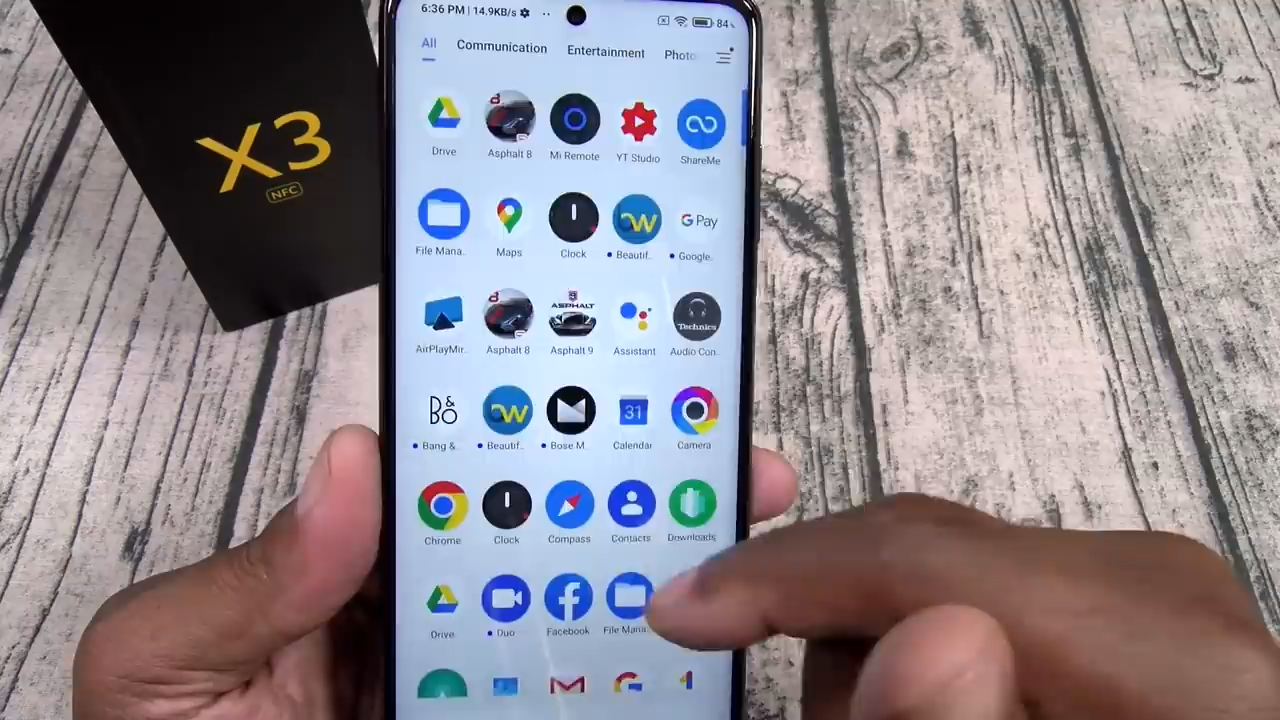 6:36 PM | 14.9KB/s
84
All Communication Entertainment Photo
X3
NFC
Drive Asphalt 8 Mi Remote YT Studio ShareMe
G Pay
File Mana.. Maps Clock Beautif.. Google..
ASPHALT
Technics
AirPlayMir.. Asphalt 8 Asphalt 9 Assistant Audio Con..
B&O
31
Bang &.. Beautif.. Bose M.. Calendar Camera
Chrome Clock Compass Contacts Downloads
Drive Duo Facebook File Mana..